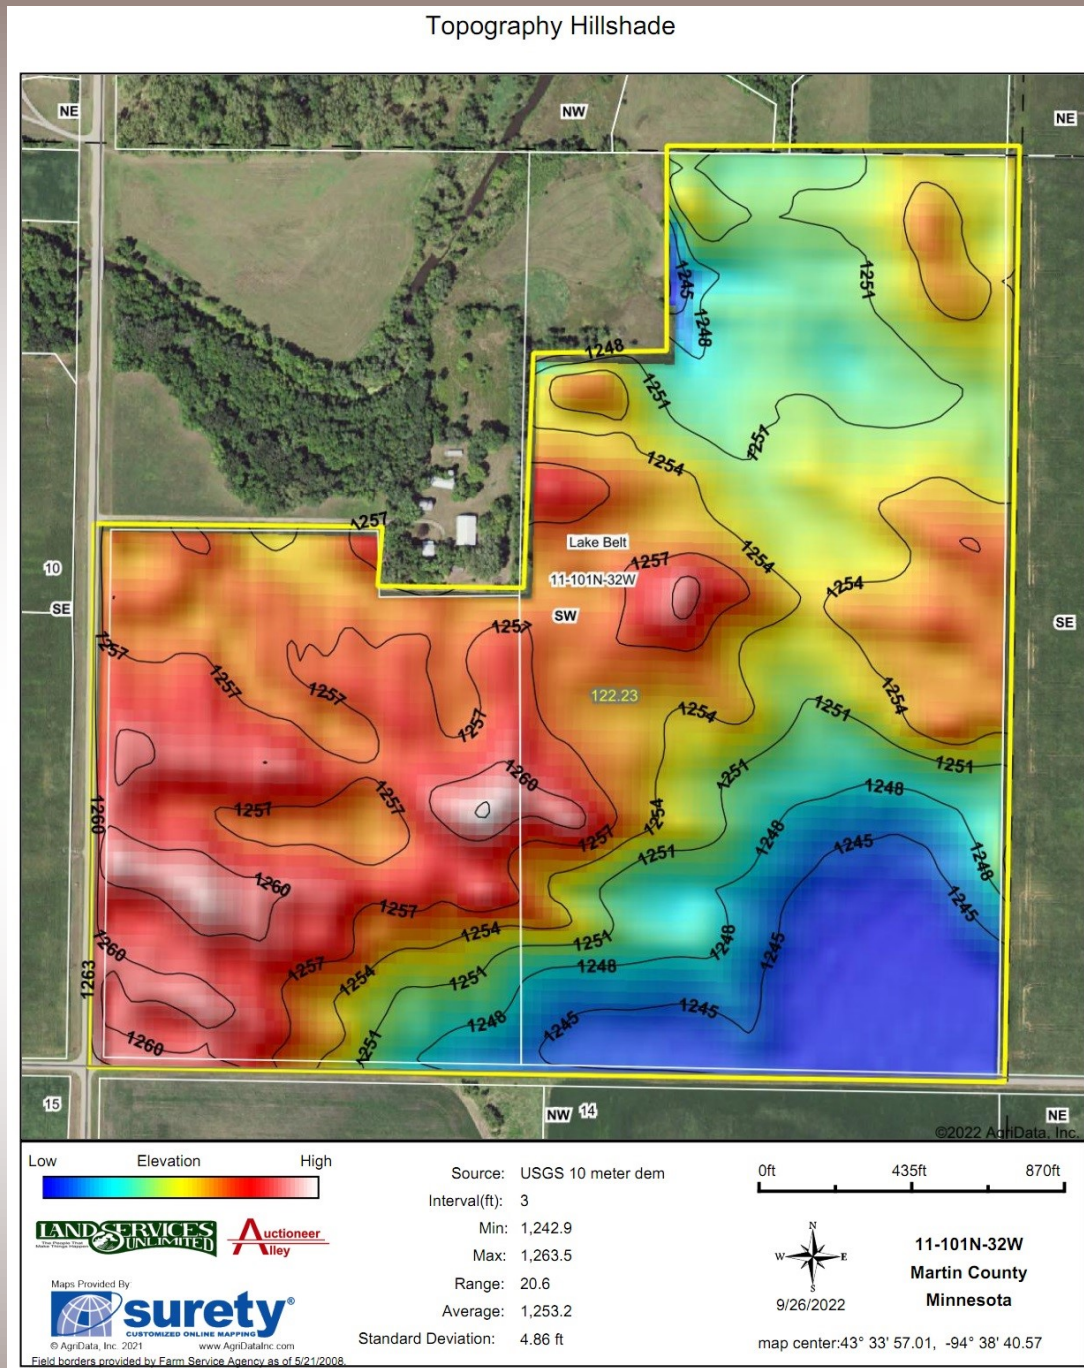 Topography Hillshade
NE
NW
NE
1245
1251
1248
1248
1251
1251
1254
1257
Lake Belt
1257
1254
10
11-101N-32W
1254
SE
SW
SE
1257
1257
1257
1257
122.23
1254
1254
1257
1251
1251
1260
1248
1257
1257
1260
1254
1257
1248
1245
1251
1248
1260
1257
1245
1254
1260
1251
1248
1245
1257
1248
1263
1254
1251
1245
1248
1245
1260
1251
15
NW 14
NE
©2022 AgriData, Inc.
Low Elevation High
Source: USGS 10 meter dem
Interval(ft): 3
Min: 1,242.9
Max: 1,263.5
Range: 20.6
Average: 1,253.2
Standard Deviation: 4.86 ft
0ft 435ft 870ft
LAND SERVICES
UNLIMITED
Auctioneer
Alley
N
W E
S
9/26/2022
11-101N-32W
Martin County
Minnesota
Maps Provided By
surety®
CUSTOMIZED ONLINE MAPPING
© AgriData, Inc. 2021 www.AgriDataInc.com
Field borders provided by Farm Service Agency as of 5/21/2008.
map center:43° 33' 57.01, -94° 38' 40.57